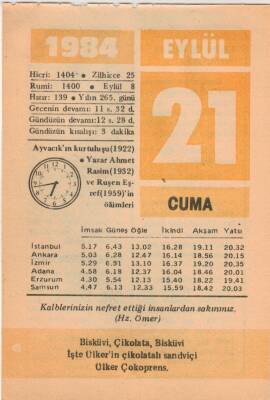 1984 EYLÜL
Hicri: 1404 • Zilhicce 25
Rumi: 1400 • Eylül 8
Hızır: 139 • Yılın 265. günü
Gecenin devamı: 11 s. 32 d.
Gündüzün devamı: 12 s. 28 d.
Gündüzün kısalışı: 3 dakika
21
Ayvacık'ın kurtuluşu (1922)
• Yazar Ahmet
Rasim (1932)
ve Ruşen Eş-
ref (1959)'in
ölümleri
CUMA
İmsak Güneş Öğle İkindi Akşam Yatsı
İstanbul 5.17 6.43 13.02 16.28 19.11 20.32
Ankara 5.03 6.28 12.47 16.14 18.56 20.15
İzmir 5.29 6.51 13.10 16.37 19.20 20.35
Adana 4.58 6.18 12.37 16.04 18.46 20.01
Erzurum 4.30 5.54 12.13 15.40 18.22 19.41
Samsun 4.47 6.13 12.33 15.59 18.42 20.03
Kalblerinizin nefret ettiği insanlardan sakınınız.
(Hz. Ömer)
Bisküvi, Çikolata, Bisküvi
İşte Ülker'in çikolatalı sandviçi
Ülker Çokoprens.